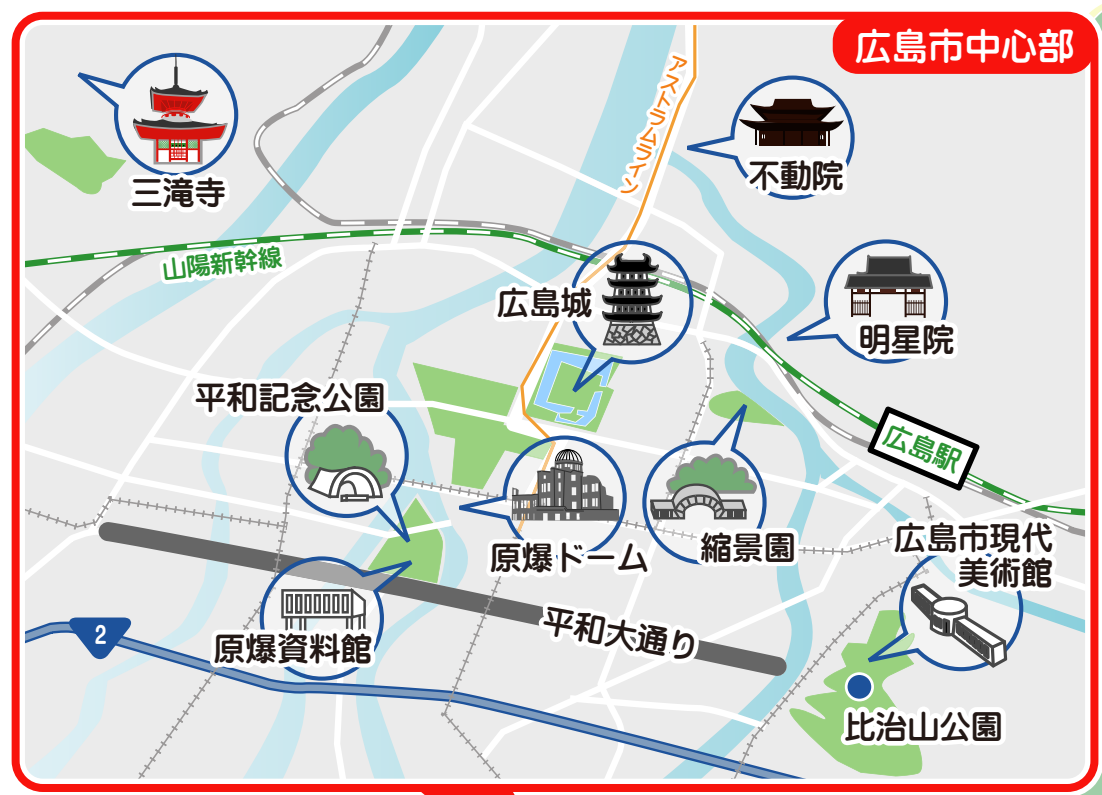 広島市中心部
アストラムライン
三滝寺
不動院
山陽新幹線
広島城
明星院
平和記念公園
広島駅
原爆ドーム
縮景園
広島市現代
美術館
2
原爆資料館
平和大通り
比治山公園